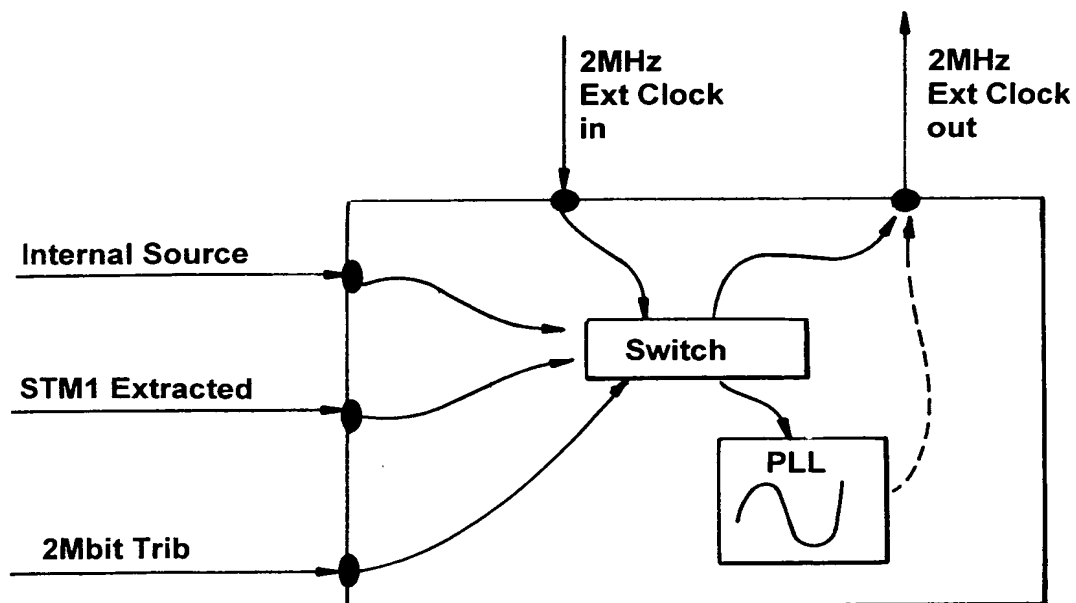 2MHz
Ext Clock
in
2MHz
Ext Clock
out
Internal Source
Switch
STM1 Extracted
PLL
2Mbit Trib